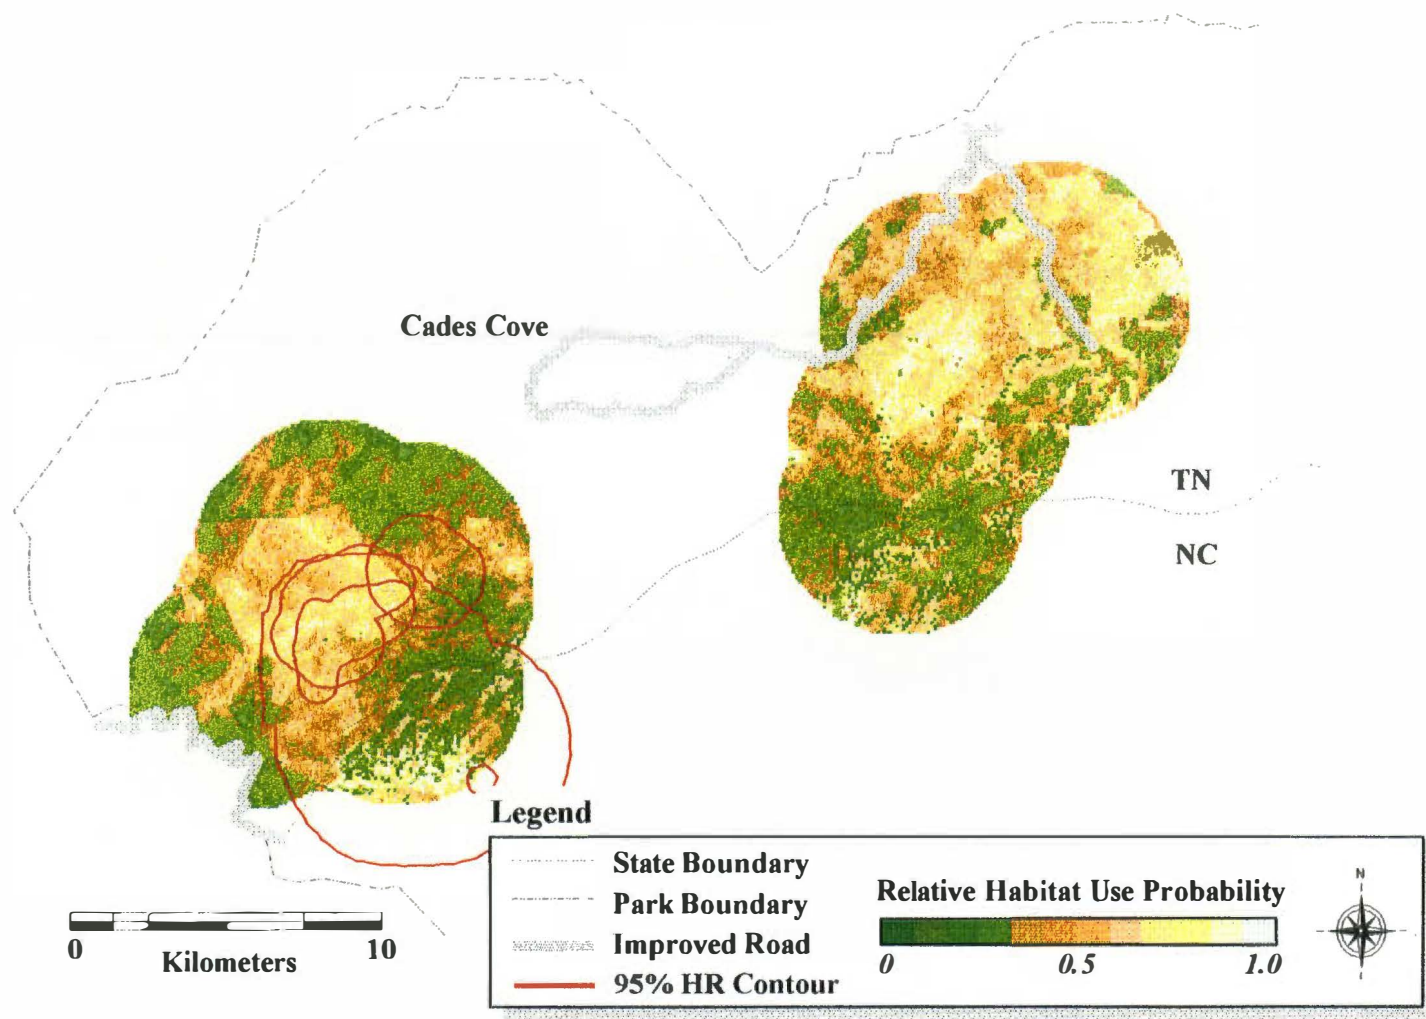 Cades Cove
TN
NC
Legend
State Boundary
Park Boundary
Improved Road
95% HR Contour
Relative Habitat Use Probability
0 0.5 1.0
N
0 10
Kilometers